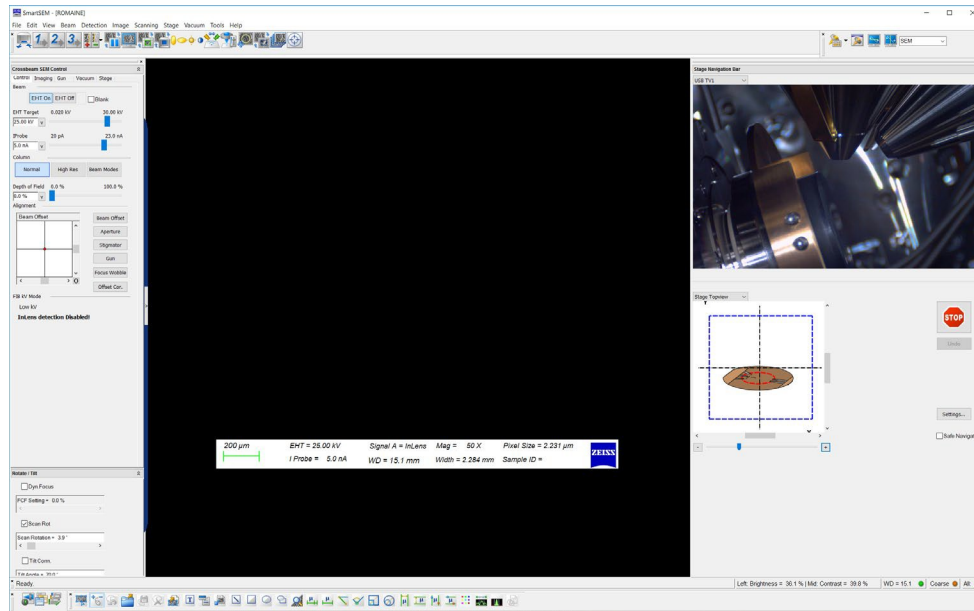 SmartSEM - [ROMAINE]
File Edit View Beam Detection Image Scanning Stage Vacuum Tools Help
SEM
Crossbeam SEM Control
Control Imaging Gun Vacuum Stage
Beam
EHT On EHT Off Blank
EHT Target 0.020 kV 30.00 kV
25.00 kV
IProbe 20 pA 23.0 nA
5.0 nA
Column
Normal High Res Beam Modes
Depth of Field 0.0 % 100.0 %
0.0 %
Alignment
Beam Offset
Beam Offset
Aperture
Stigmator
Gun
Focus Wobble
Offset Cor.
FIB kV Mode
Low kV
InLens detection Disabled!
Rotate / Tilt
Dyn.Focus
FCF Setting = 0.0 %
Scan Rot
Scan Rotation = 3.9 °
Tilt Corrn.
Tilt Angle = 70.0 °
Ready
200 µm
EHT = 25.00 kV Signal A = InLens Mag = 50 X Pixel Size = 2.231 µm
I Probe = 5.0 nA WD = 15.1 mm Width = 2.284 mm Sample ID =
ZEISS
Stage Navigation Bar
USB TV1
Stage Topview
STOP
Undo
Settings...
Safe Navigat
Left: Brightness = 36.1 % | Mid: Contrast = 39.8 % WD = 15.1 Coarse All